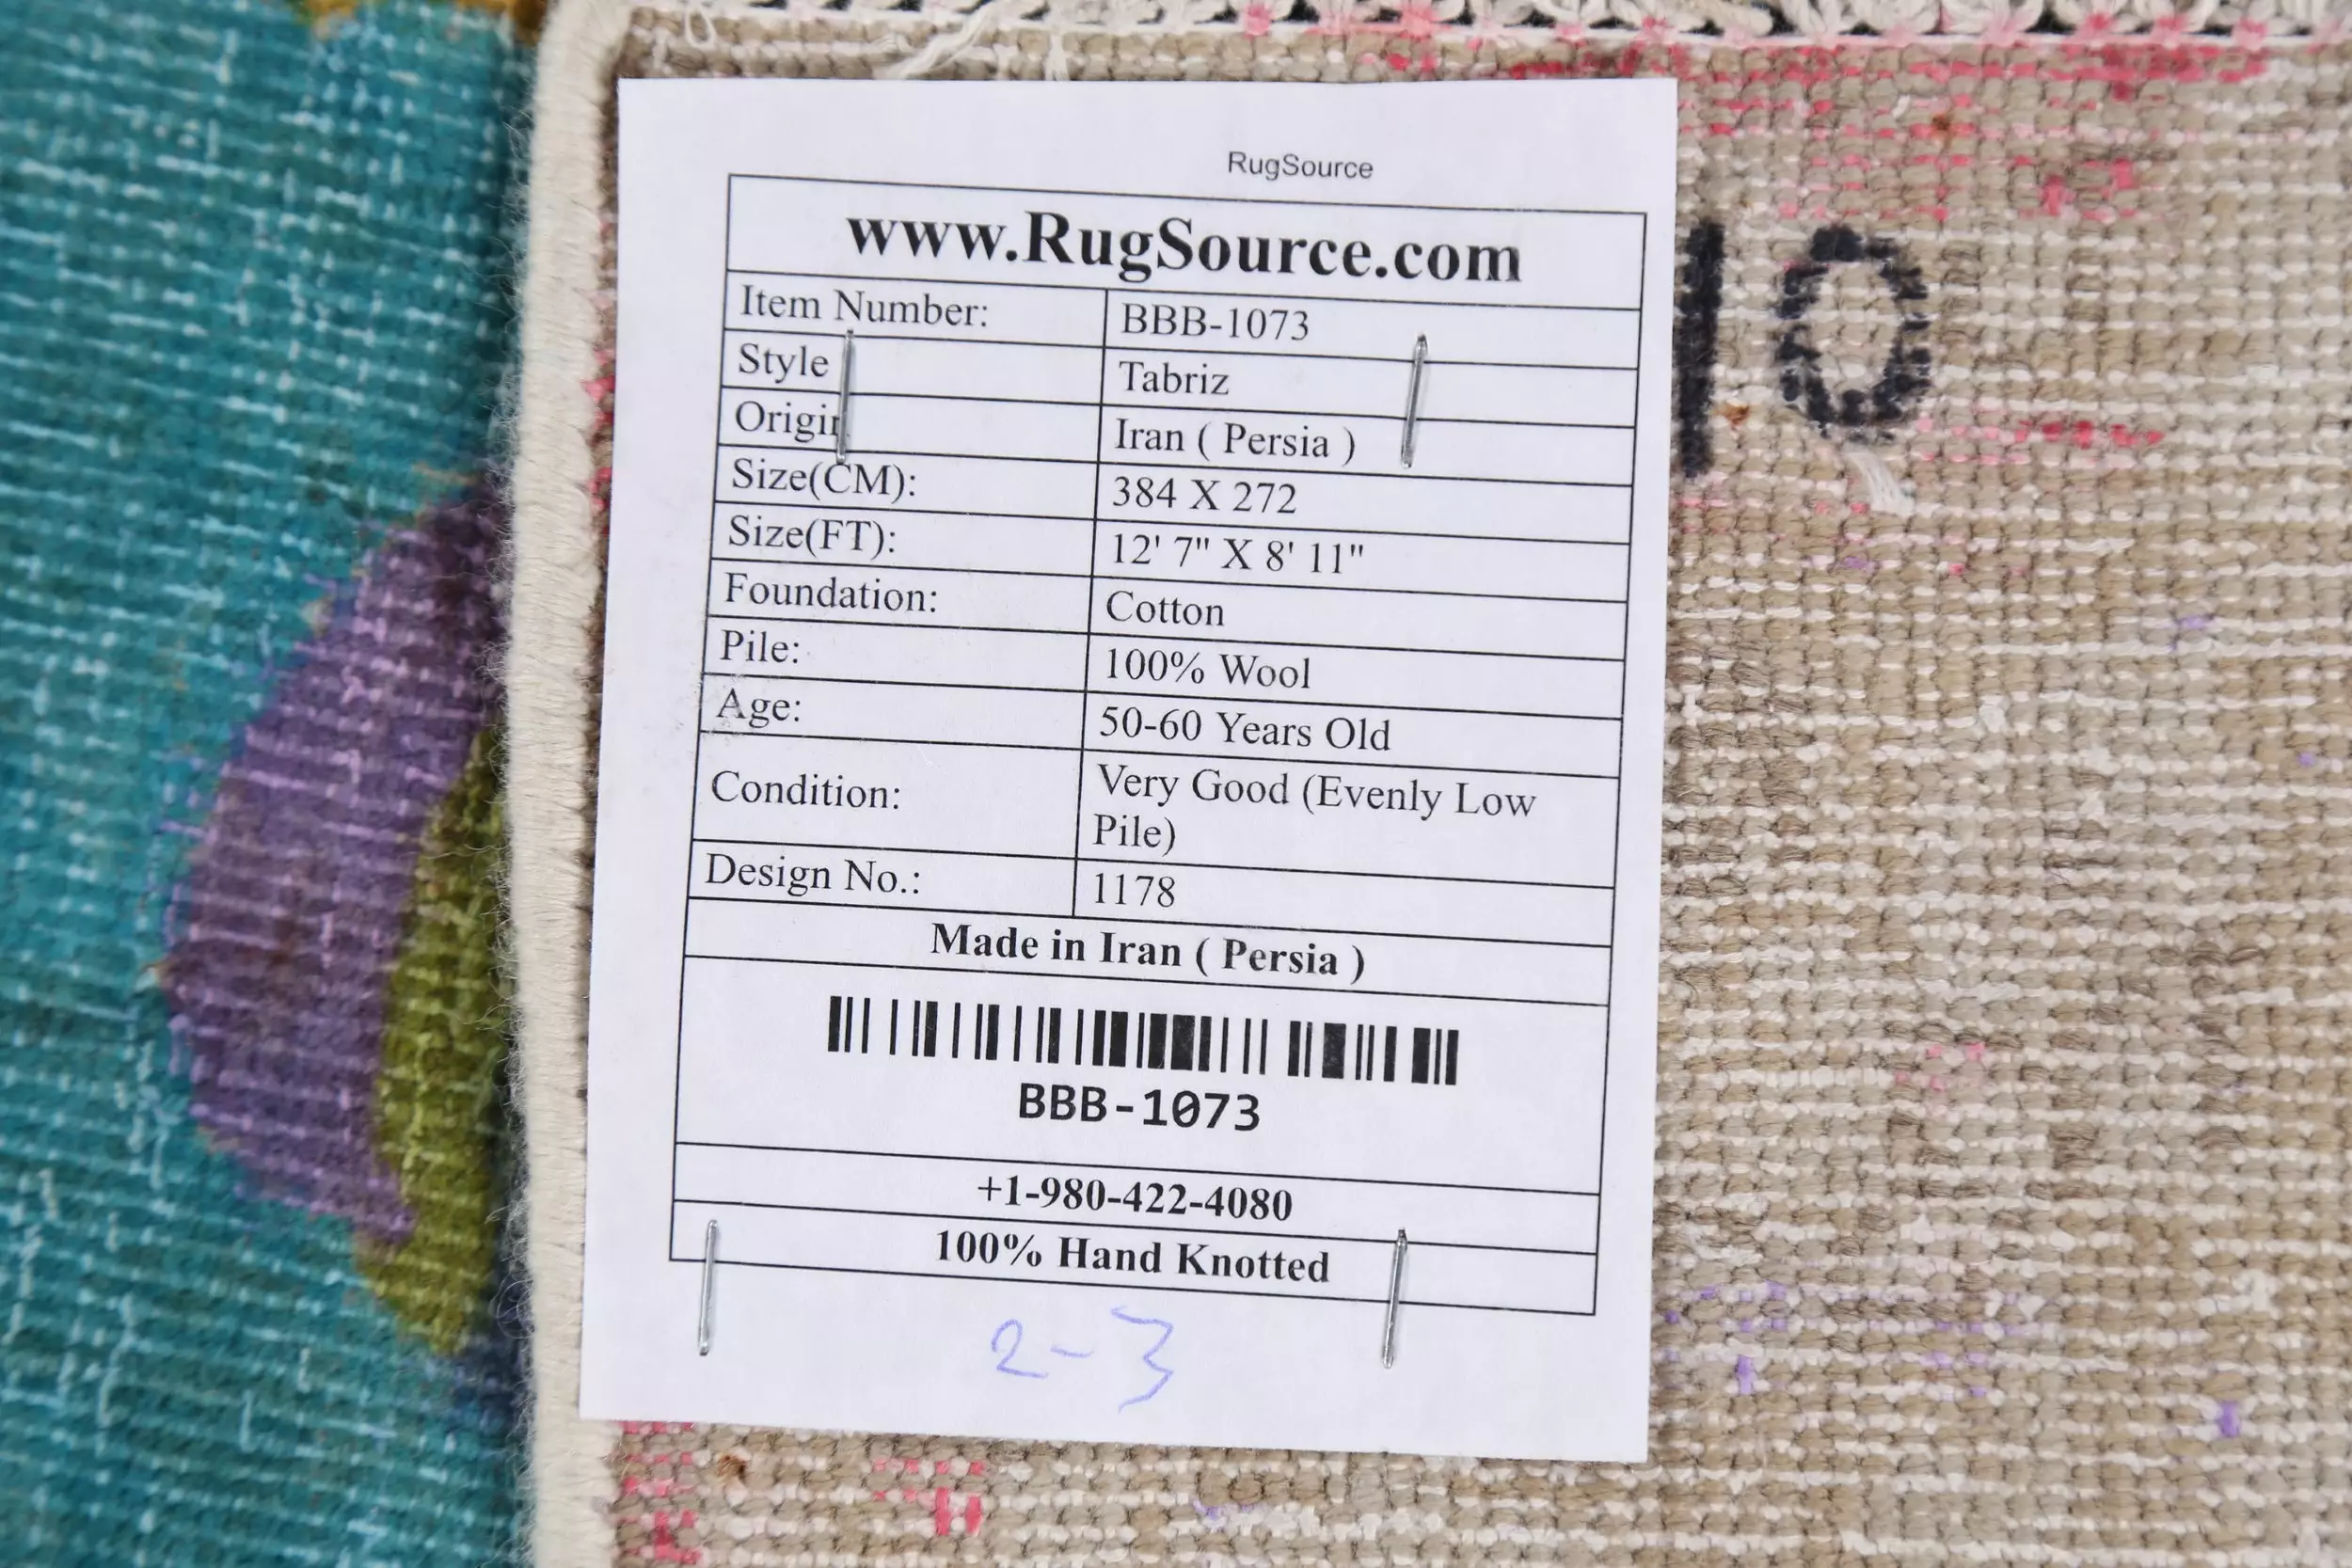 RugSource
www.RugSource.com
Item Number: BBB-1073
Style Tabriz
Origin Iran ( Persia )
Size(CM): 384 X 272
Size(FT): 12' 7" X 8' 11"
Foundation: Cotton
Pile: 100% Wool
Age: 50-60 Years Old
Condition: Very Good (Evenly Low
Pile)
Design No.: 1178
Made in Iran ( Persia )
BBB-1073
+1-980-422-4080
100% Hand Knotted
2-3
10